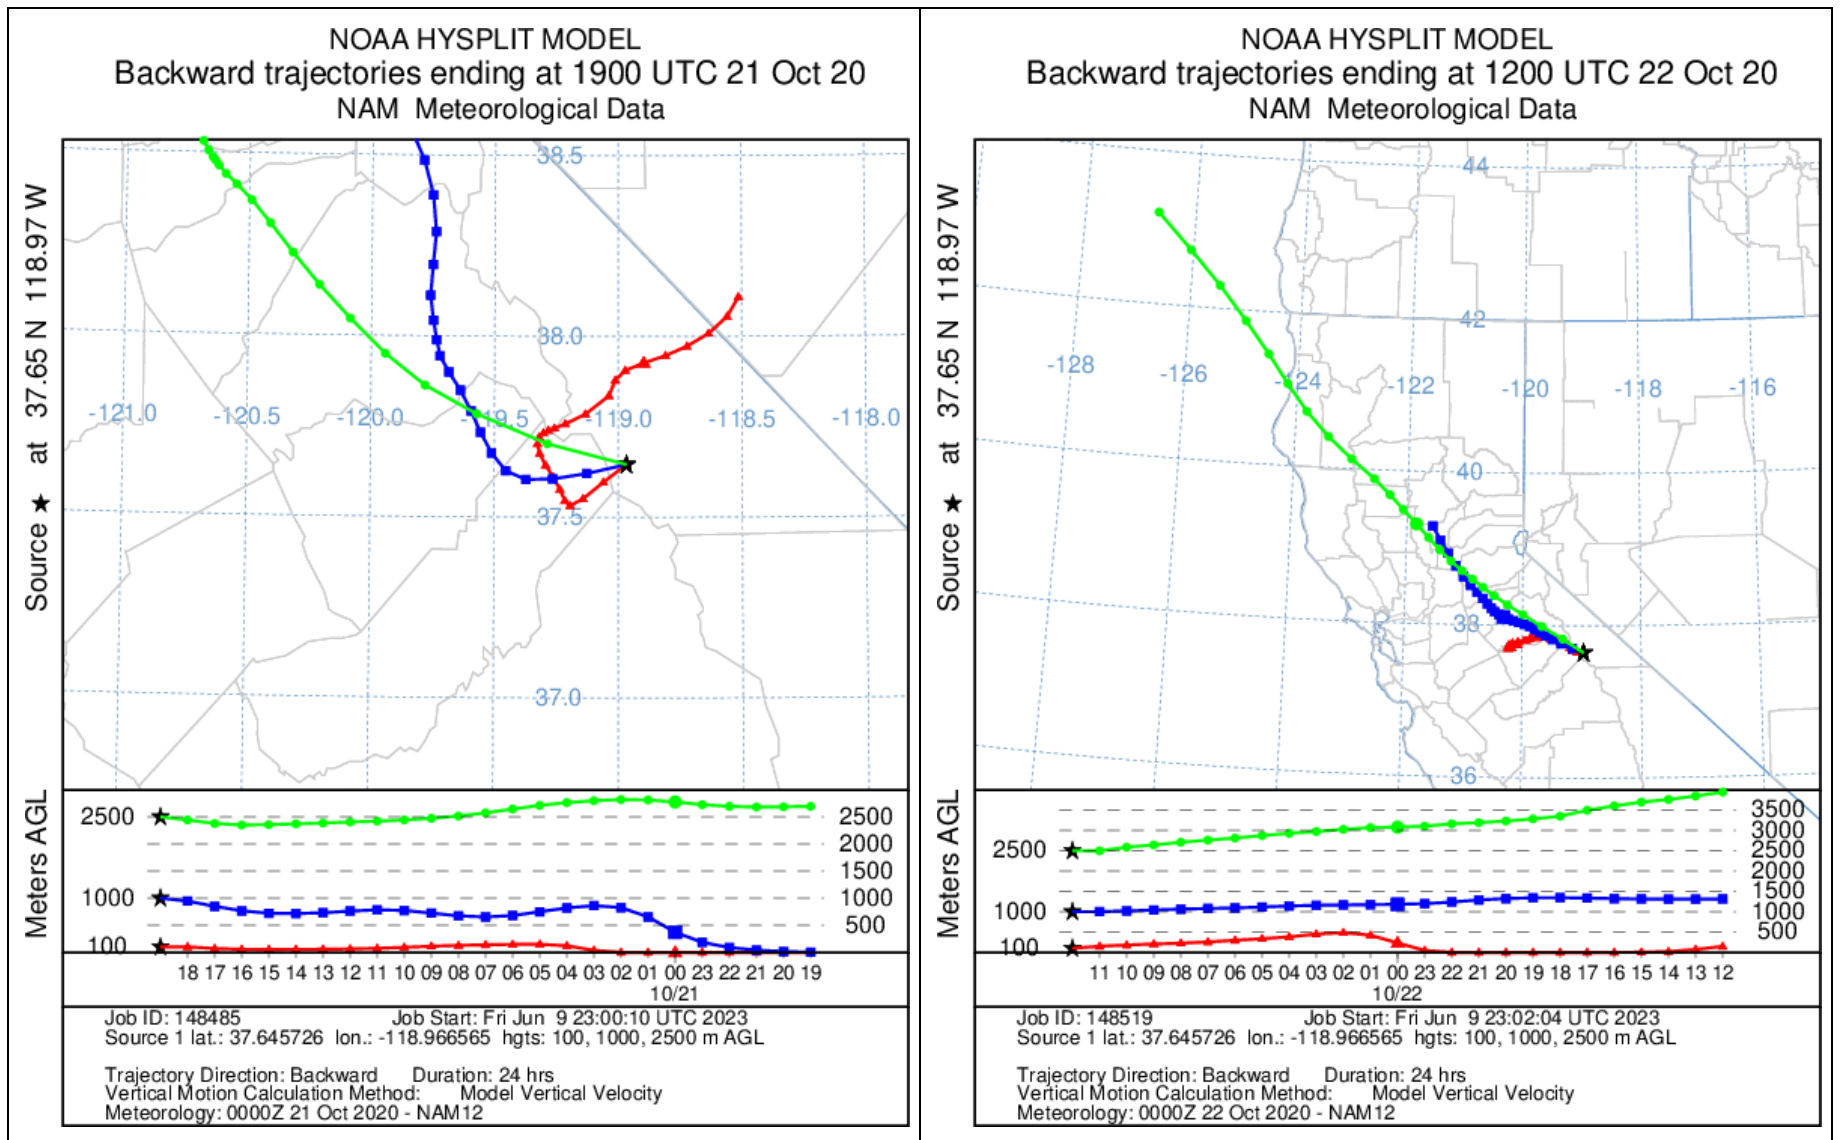 NOAA HYSPLIT MODEL
Backward trajectories ending at 1900 UTC 21 Oct 20
NAM Meteorological Data
Source ★ at 37.65 N 118.97 W
38.5
38.0
-121.0 -120.5 -120.0 -119.5 -119.0 -118.5 -118.0
37.5
37.0
Meters AGL
2500 2500
2000
1500
1000 1000
500
100
18 17 16 15 14 13 12 11 10 09 08 07 06 05 04 03 02 01 00 23 22 21 20 19
10/21
Job ID: 148485 Job Start: Fri Jun 9 23:00:10 UTC 2023
Source 1 lat.: 37.645726 lon.: -118.966565 hgts: 100, 1000, 2500 m AGL
Trajectory Direction: Backward Duration: 24 hrs
Vertical Motion Calculation Method: Model Vertical Velocity
Meteorology: 0000Z 21 Oct 2020 - NAM12
NOAA HYSPLIT MODEL
Backward trajectories ending at 1200 UTC 22 Oct 20
NAM Meteorological Data
Source ★ at 37.65 N 118.97 W
44
42
-128 -126 -124 -122 -120 -118 -116
40
38
36
Meters AGL
3500
3000
2500 2500
2000
1500
1000 1000
500
100
11 10 09 08 07 06 05 04 03 02 01 00 23 22 21 20 19 18 17 16 15 14 13 12
10/22
Job ID: 148519 Job Start: Fri Jun 9 23:02:04 UTC 2023
Source 1 lat.: 37.645726 lon.: -118.966565 hgts: 100, 1000, 2500 m AGL
Trajectory Direction: Backward Duration: 24 hrs
Vertical Motion Calculation Method: Model Vertical Velocity
Meteorology: 0000Z 22 Oct 2020 - NAM12